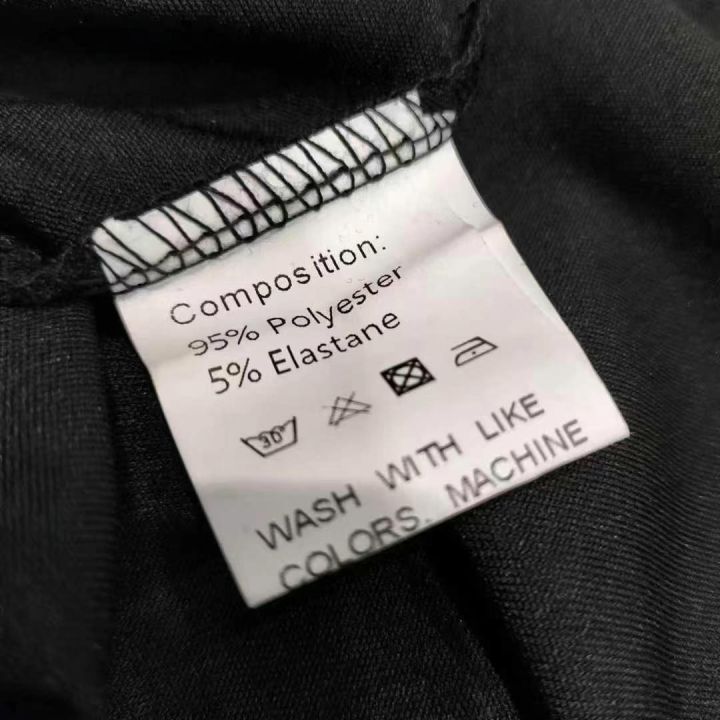 Composition:
95% Polyester
5% Elastane
30°
WASH WITH LIKE
COLORS. MACHINE